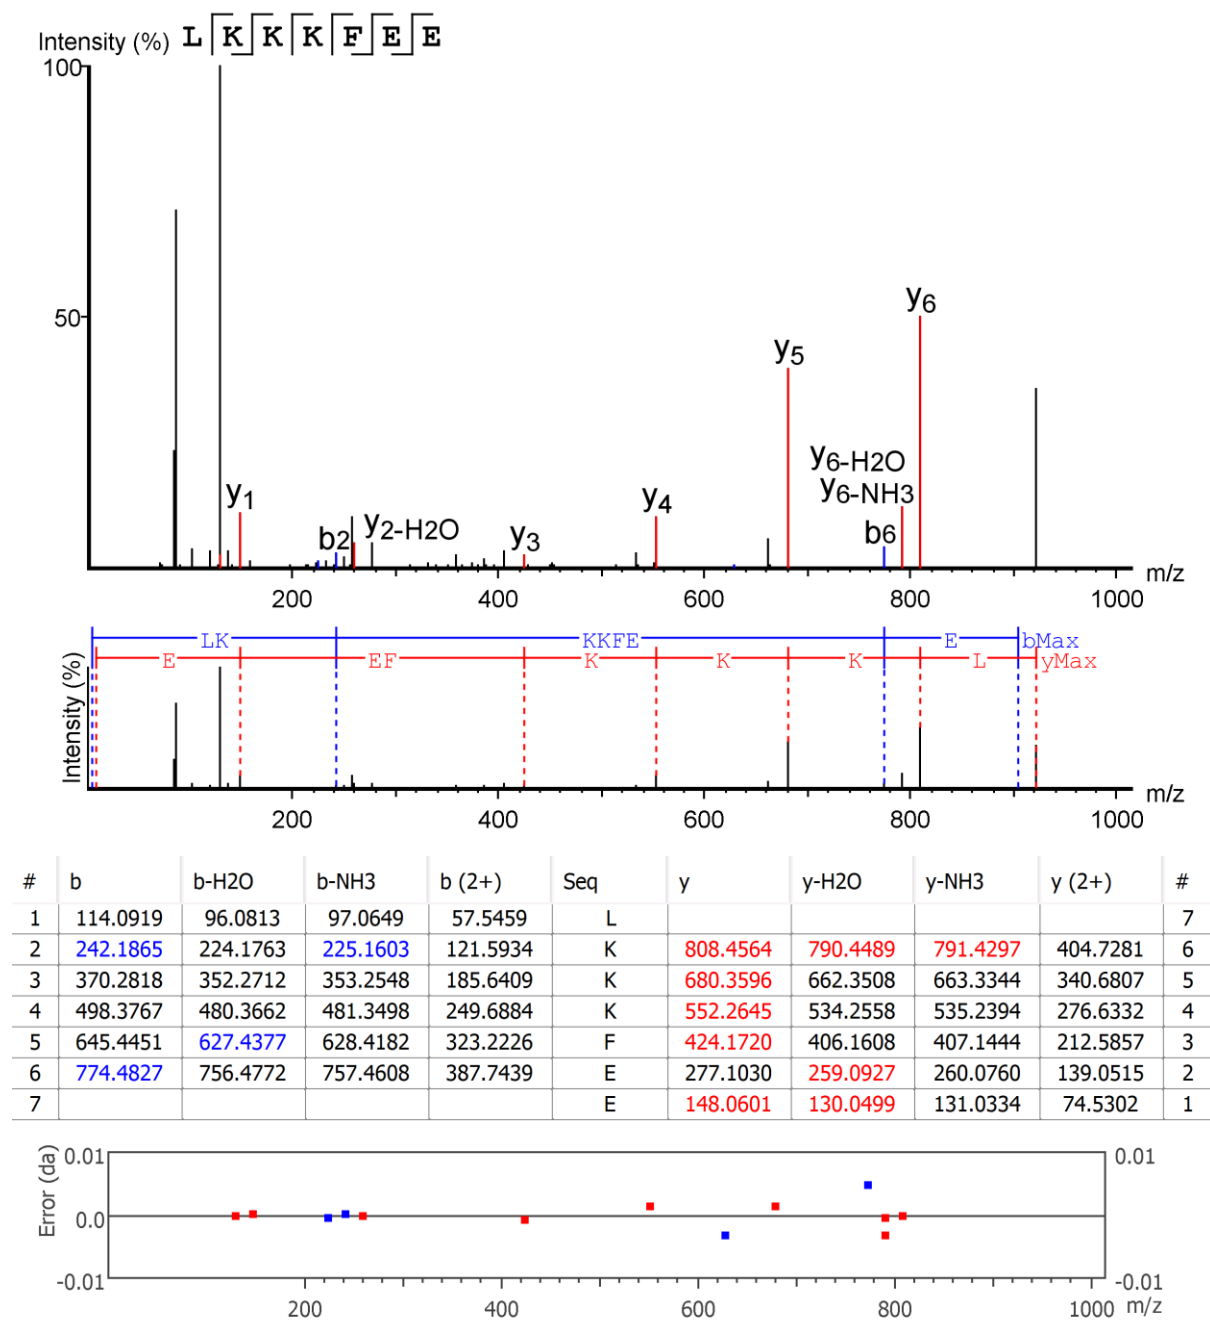 Intensity (%) L K K K F E E
100
50
y1
b2
y2-H2O
y3
y4
y5
y6-H2O
y6-NH3
b6
y6
200 400 600 800 1000 m/z
Intensity (%)
LK KKFE E bMax
E EF K K K L yMax
200 400 600 800 1000 m/z
# b b-H2O b-NH3 b (2+) Seq y y-H2O y-NH3 y (2+) #
1 114.0919 96.0813 97.0649 57.5459 L 7
2 242.1865 224.1763 225.1603 121.5934 K 808.4564 790.4489 791.4297 404.7281 6
3 370.2818 352.2712 353.2548 185.6409 K 680.3596 662.3508 663.3344 340.6807 5
4 498.3767 480.3662 481.3498 249.6884 K 552.2645 534.2558 535.2394 276.6332 4
5 645.4451 627.4377 628.4182 323.2226 F 424.1720 406.1608 407.1444 212.5857 3
6 774.4827 756.4772 757.4608 387.7439 E 277.1030 259.0927 260.0760 139.0515 2
7 E 148.0601 130.0499 131.0334 74.5302 1
Error (da)
0.01 0.01
0.0
-0.01 -0.01
200 400 600 800 1000 m/z